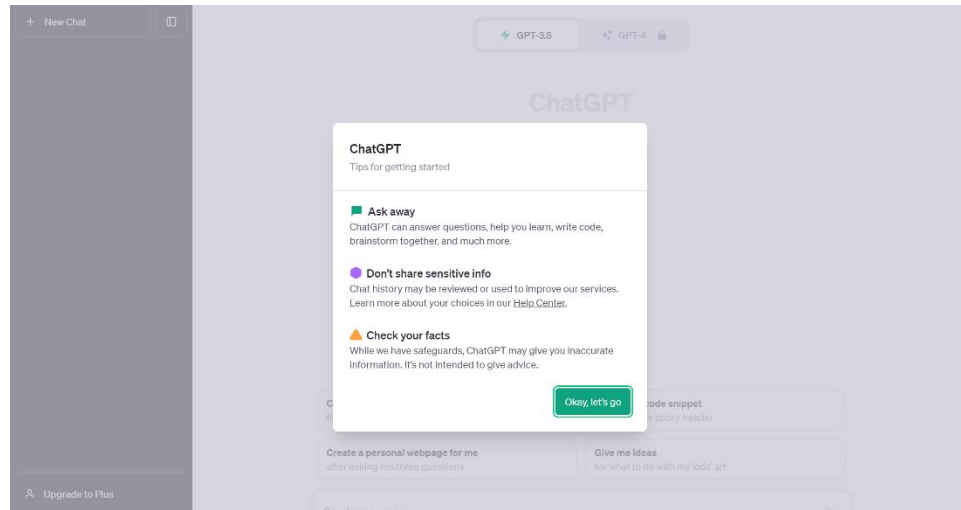 + New Chat
GPT-3.5
GPT-4
ChatGPT
ChatGPT
Tips for getting started
Ask away
ChatGPT can answer questions, help you learn, write code,
brainstorm together, and much more.
Don't share sensitive info
Chat history may be reviewed or used to improve our services.
Learn more about your choices in our Help Center.
Check your facts
While we have safeguards, ChatGPT may give you inaccurate
information. It's not intended to give advice.
Okay, let's go
code snippet
sticky header
Create a personal webpage for me
after asking me three questions
Give me ideas
for what to do with my kids' art
Upgrade to Plus